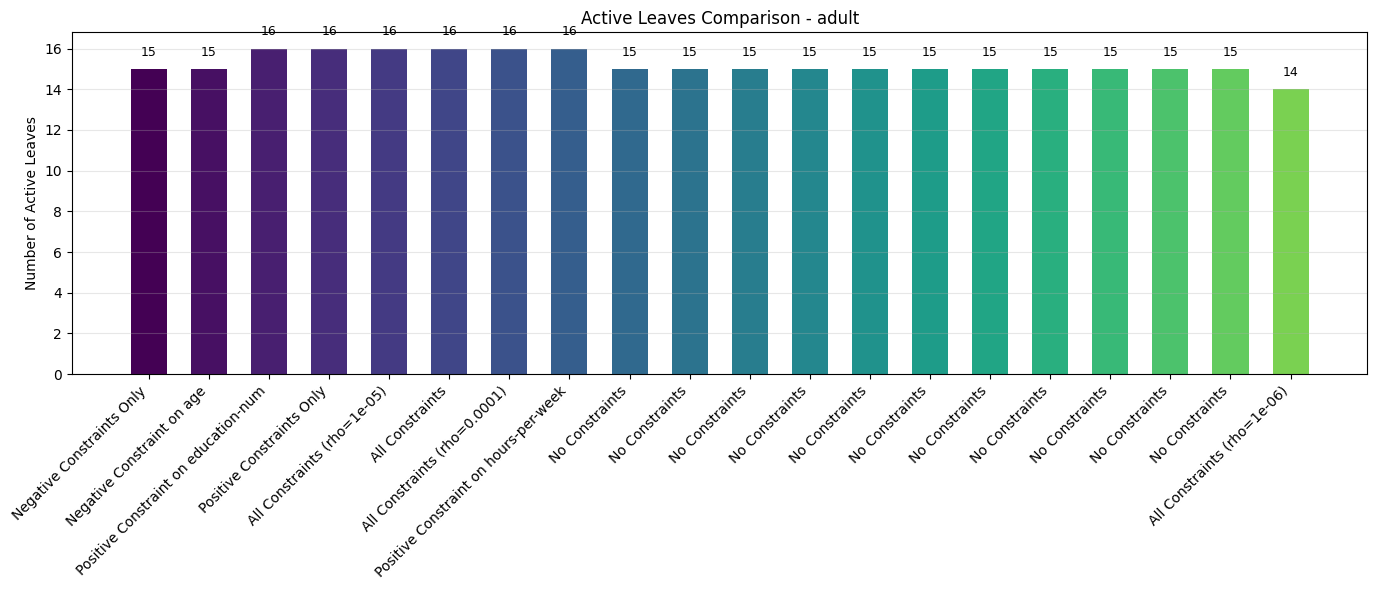 Active Leaves Comparison - adult
Number of Active Leaves
16
14
12
10
8
6
4
2
0
15
15
16
16
16
16
16
16
15
15
15
15
15
15
15
15
15
15
15
14
Negative Constraints Only
Negative Constraint on age
Positive Constraint on education-num
Positive Constraints Only
All Constraints (rho=1e-05)
All Constraints
All Constraints (rho=0.0001)
Positive Constraint on hours-per-week
No Constraints
No Constraints
No Constraints
No Constraints
No Constraints
No Constraints
No Constraints
No Constraints
No Constraints
No Constraints
No Constraints
All Constraints (rho=1e-06)